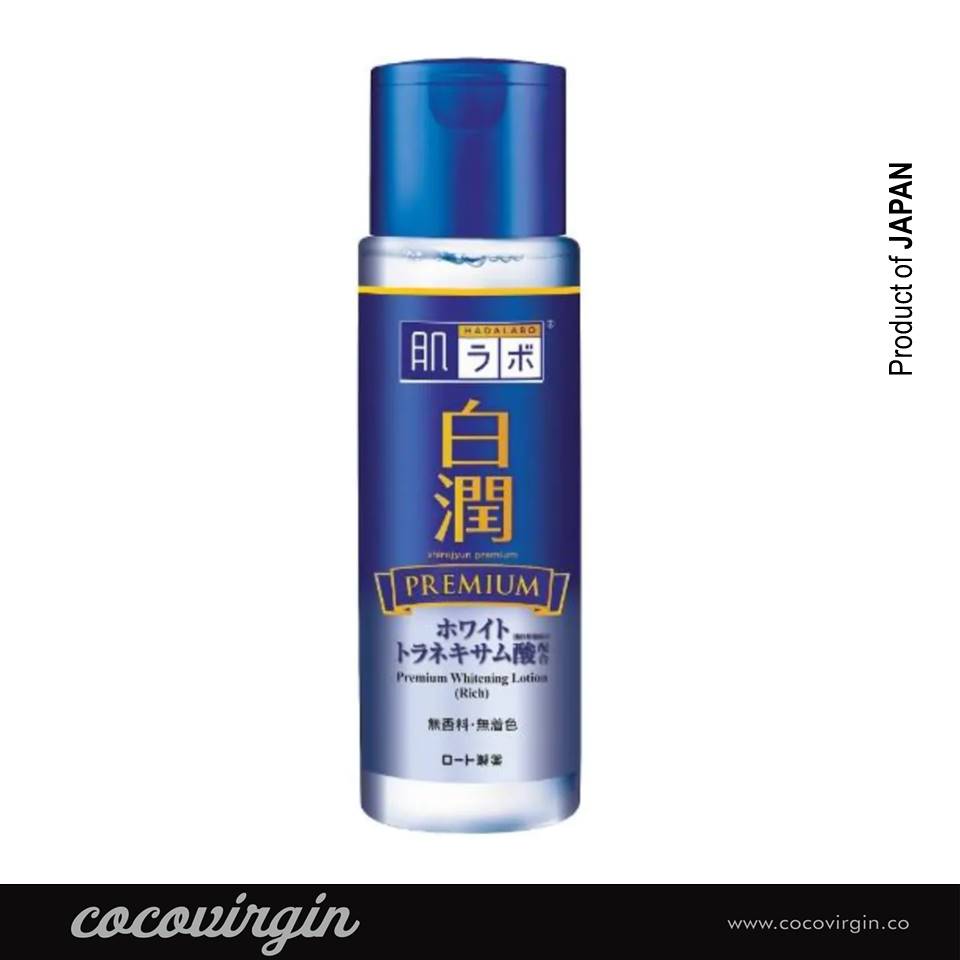 Product of JAPAN
HADALABO
肌ラボ®
白
潤
shirojyun premium
PREMIUM
ホワイト
トラネキサム酸配合
Premium Whitening Lotion
(Rich)
無香料・無着色
ロート製薬
cocovirgin
www.cocovirgin.co